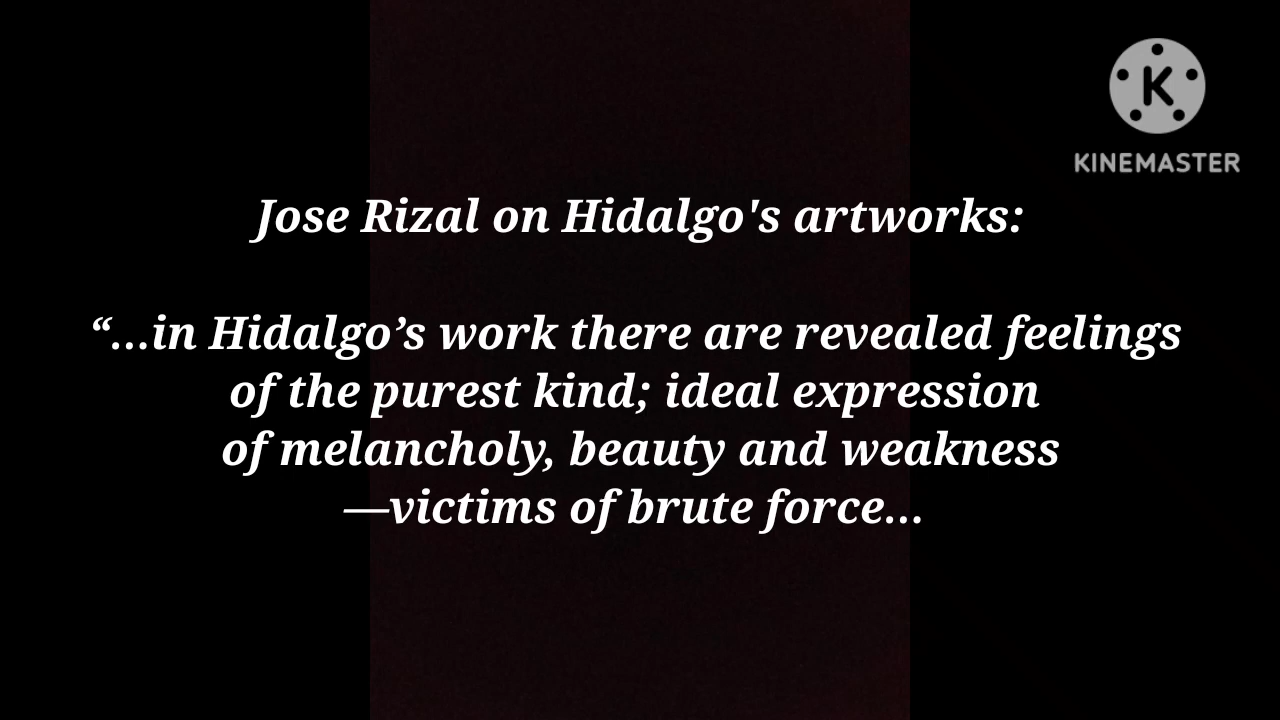 K
KINEMASTER
Jose Rizal on Hidalgo's artworks:
“...in Hidalgo’s work there are revealed feelings
of the purest kind; ideal expression
of melancholy, beauty and weakness
—victims of brute force...